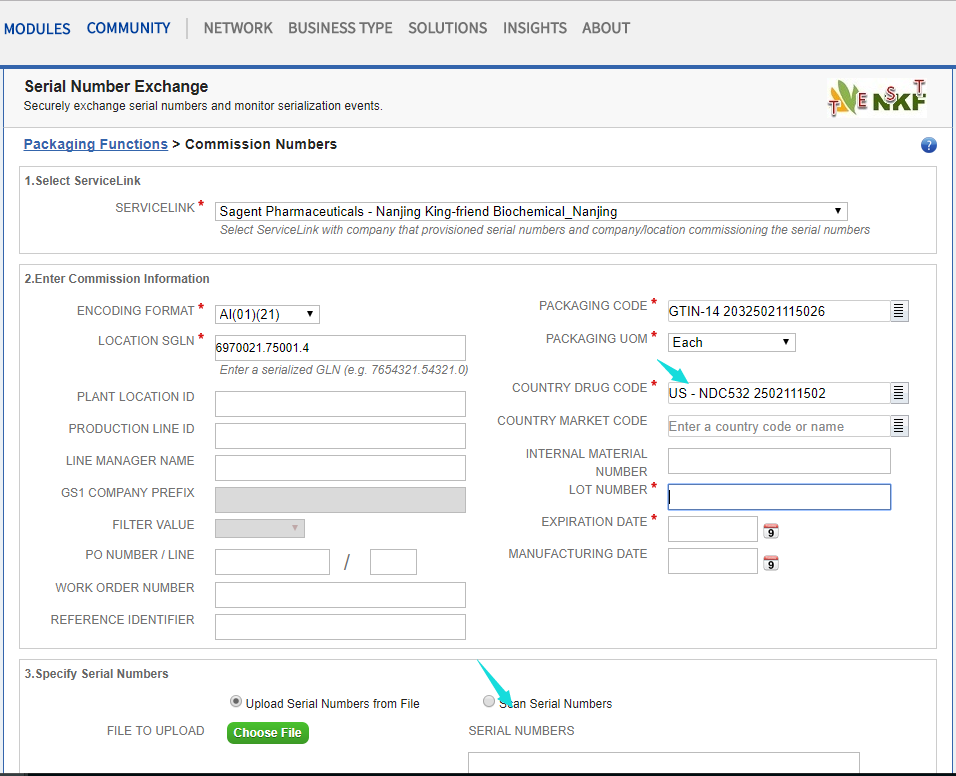 MODULES COMMUNITY NETWORK BUSINESS TYPE SOLUTIONS INSIGHTS ABOUT
Serial Number Exchange
Securely exchange serial numbers and monitor serialization events.
T E S T
NKF
Packaging Functions > Commission Numbers
?
1.Select ServiceLink
SERVICELINK * Sagent Pharmaceuticals - Nanjing King-friend Biochemical_Nanjing
Select ServiceLink with company that provisioned serial numbers and company/location commissioning the serial numbers
2.Enter Commission Information
ENCODING FORMAT * AI(01)(21)
LOCATION SGLN * 6970021.75001.4
Enter a serialized GLN (e.g. 7654321.54321.0)
PLANT LOCATION ID
PRODUCTION LINE ID
LINE MANAGER NAME
GS1 COMPANY PREFIX
FILTER VALUE
PO NUMBER / LINE /
WORK ORDER NUMBER
REFERENCE IDENTIFIER
PACKAGING CODE * GTIN-14 20325021115026
PACKAGING UOM * Each
COUNTRY DRUG CODE * US - NDC532 2502111502
COUNTRY MARKET CODE Enter a country code or name
INTERNAL MATERIAL
NUMBER
LOT NUMBER *
EXPIRATION DATE * 9
MANUFACTURING DATE 9
3.Specify Serial Numbers
Upload Serial Numbers from File
FILE TO UPLOAD Choose File
Scan Serial Numbers
SERIAL NUMBERS